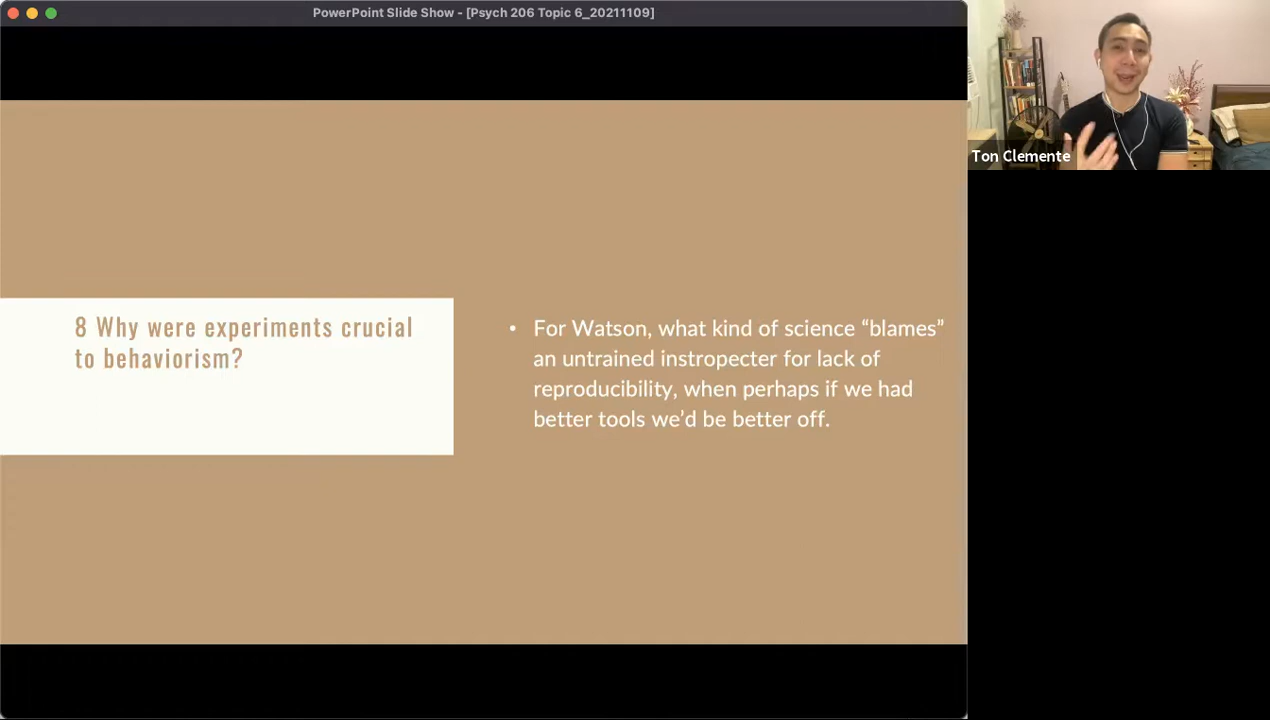 PowerPoint Slide Show - [Psych 206 Topic 6_20211109]
Ton Clemente
8 Why were experiments crucial
to behaviorism?
• For Watson, what kind of science “blames”
an untrained instropecter for lack of
reproducibility, when perhaps if we had
better tools we’d be better off.